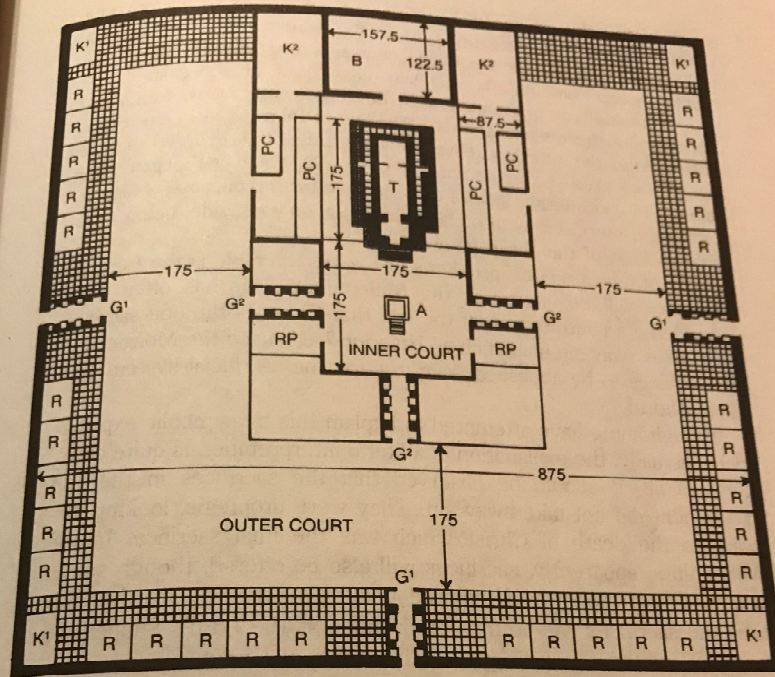 K¹ K² 157.5 B 122.5 K² K¹
R R
87.5
R R
PC PC 175 T PC PC
R R
R R
R R
175 175 175
G¹ G² 175 A G² G¹
RP INNER COURT RP
R R
R G² R
875
R R
OUTER COURT 175
R R
R R
G¹
K¹ R R R R R R R R R R K¹